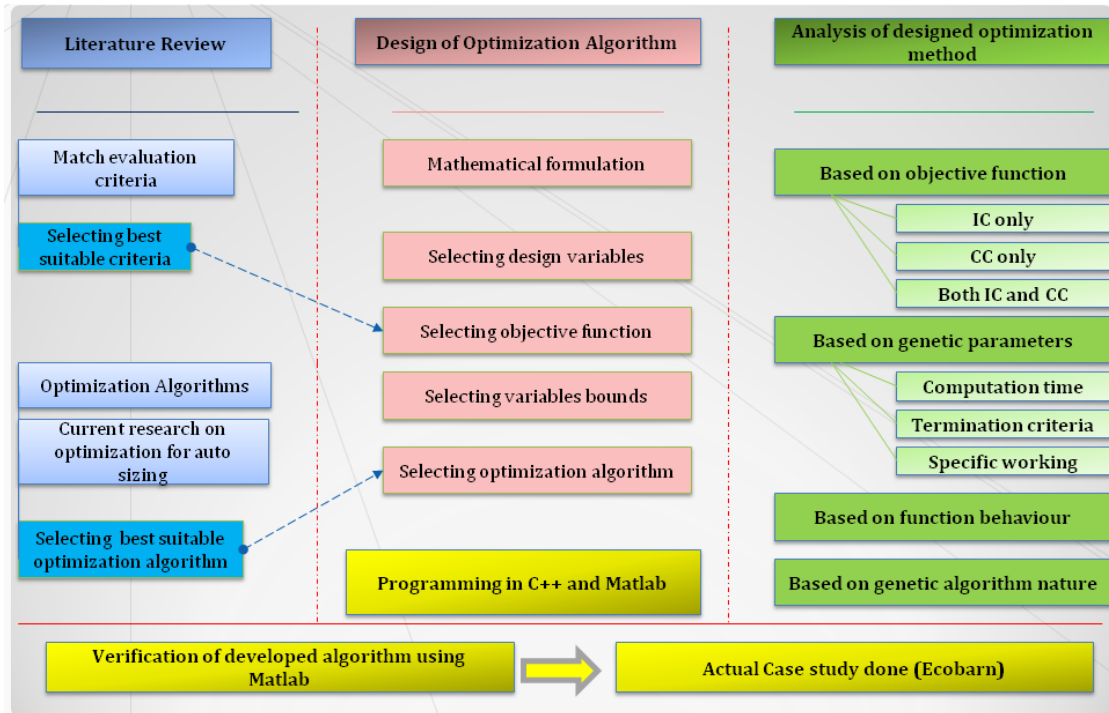 Literature Review
Match evaluation
criteria
Selecting best
suitable criteria
Optimization Algorithms
Current research on
optimization for auto
sizing
Selecting best suitable
optimization algorithm
Design of Optimization Algorithm
Mathematical formulation
Selecting design variables
Selecting objective function
Selecting variables bounds
Selecting optimization algorithm
Programming in C++ and Matlab
Analysis of designed optimization
method
Based on objective function
IC only
CC only
Both IC and CC
Based on genetic parameters
Computation time
Termination criteria
Specific working
Based on function behaviour
Based on genetic algorithm nature
Verification of developed algorithm using
Matlab
Actual Case study done (Ecobarn)